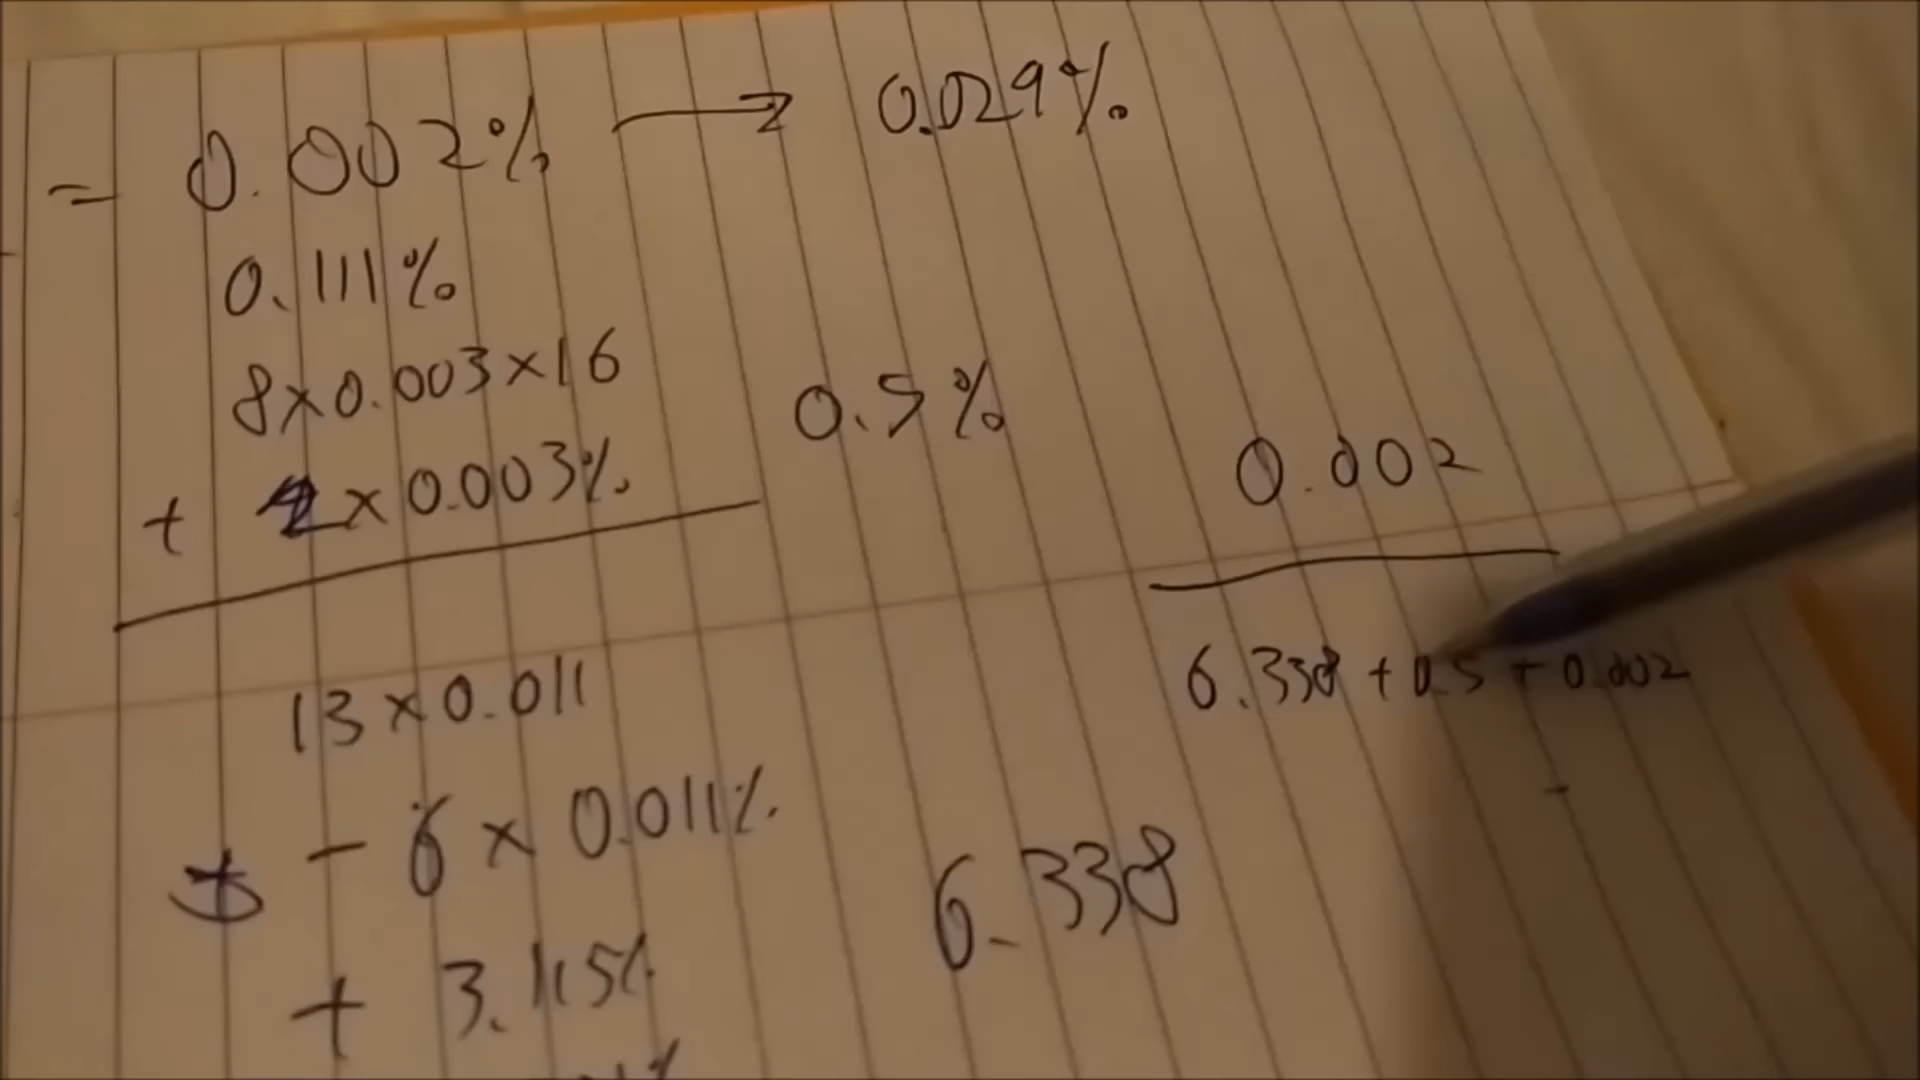 = 0.002% → 0.029%
0.111%
8×0.003×16
0.5%
+ × 0.003%
0.002
6.338 + 0.5 + 0.002
13×0.011
- 6 × 0.011%
6.338
+ 3.115%